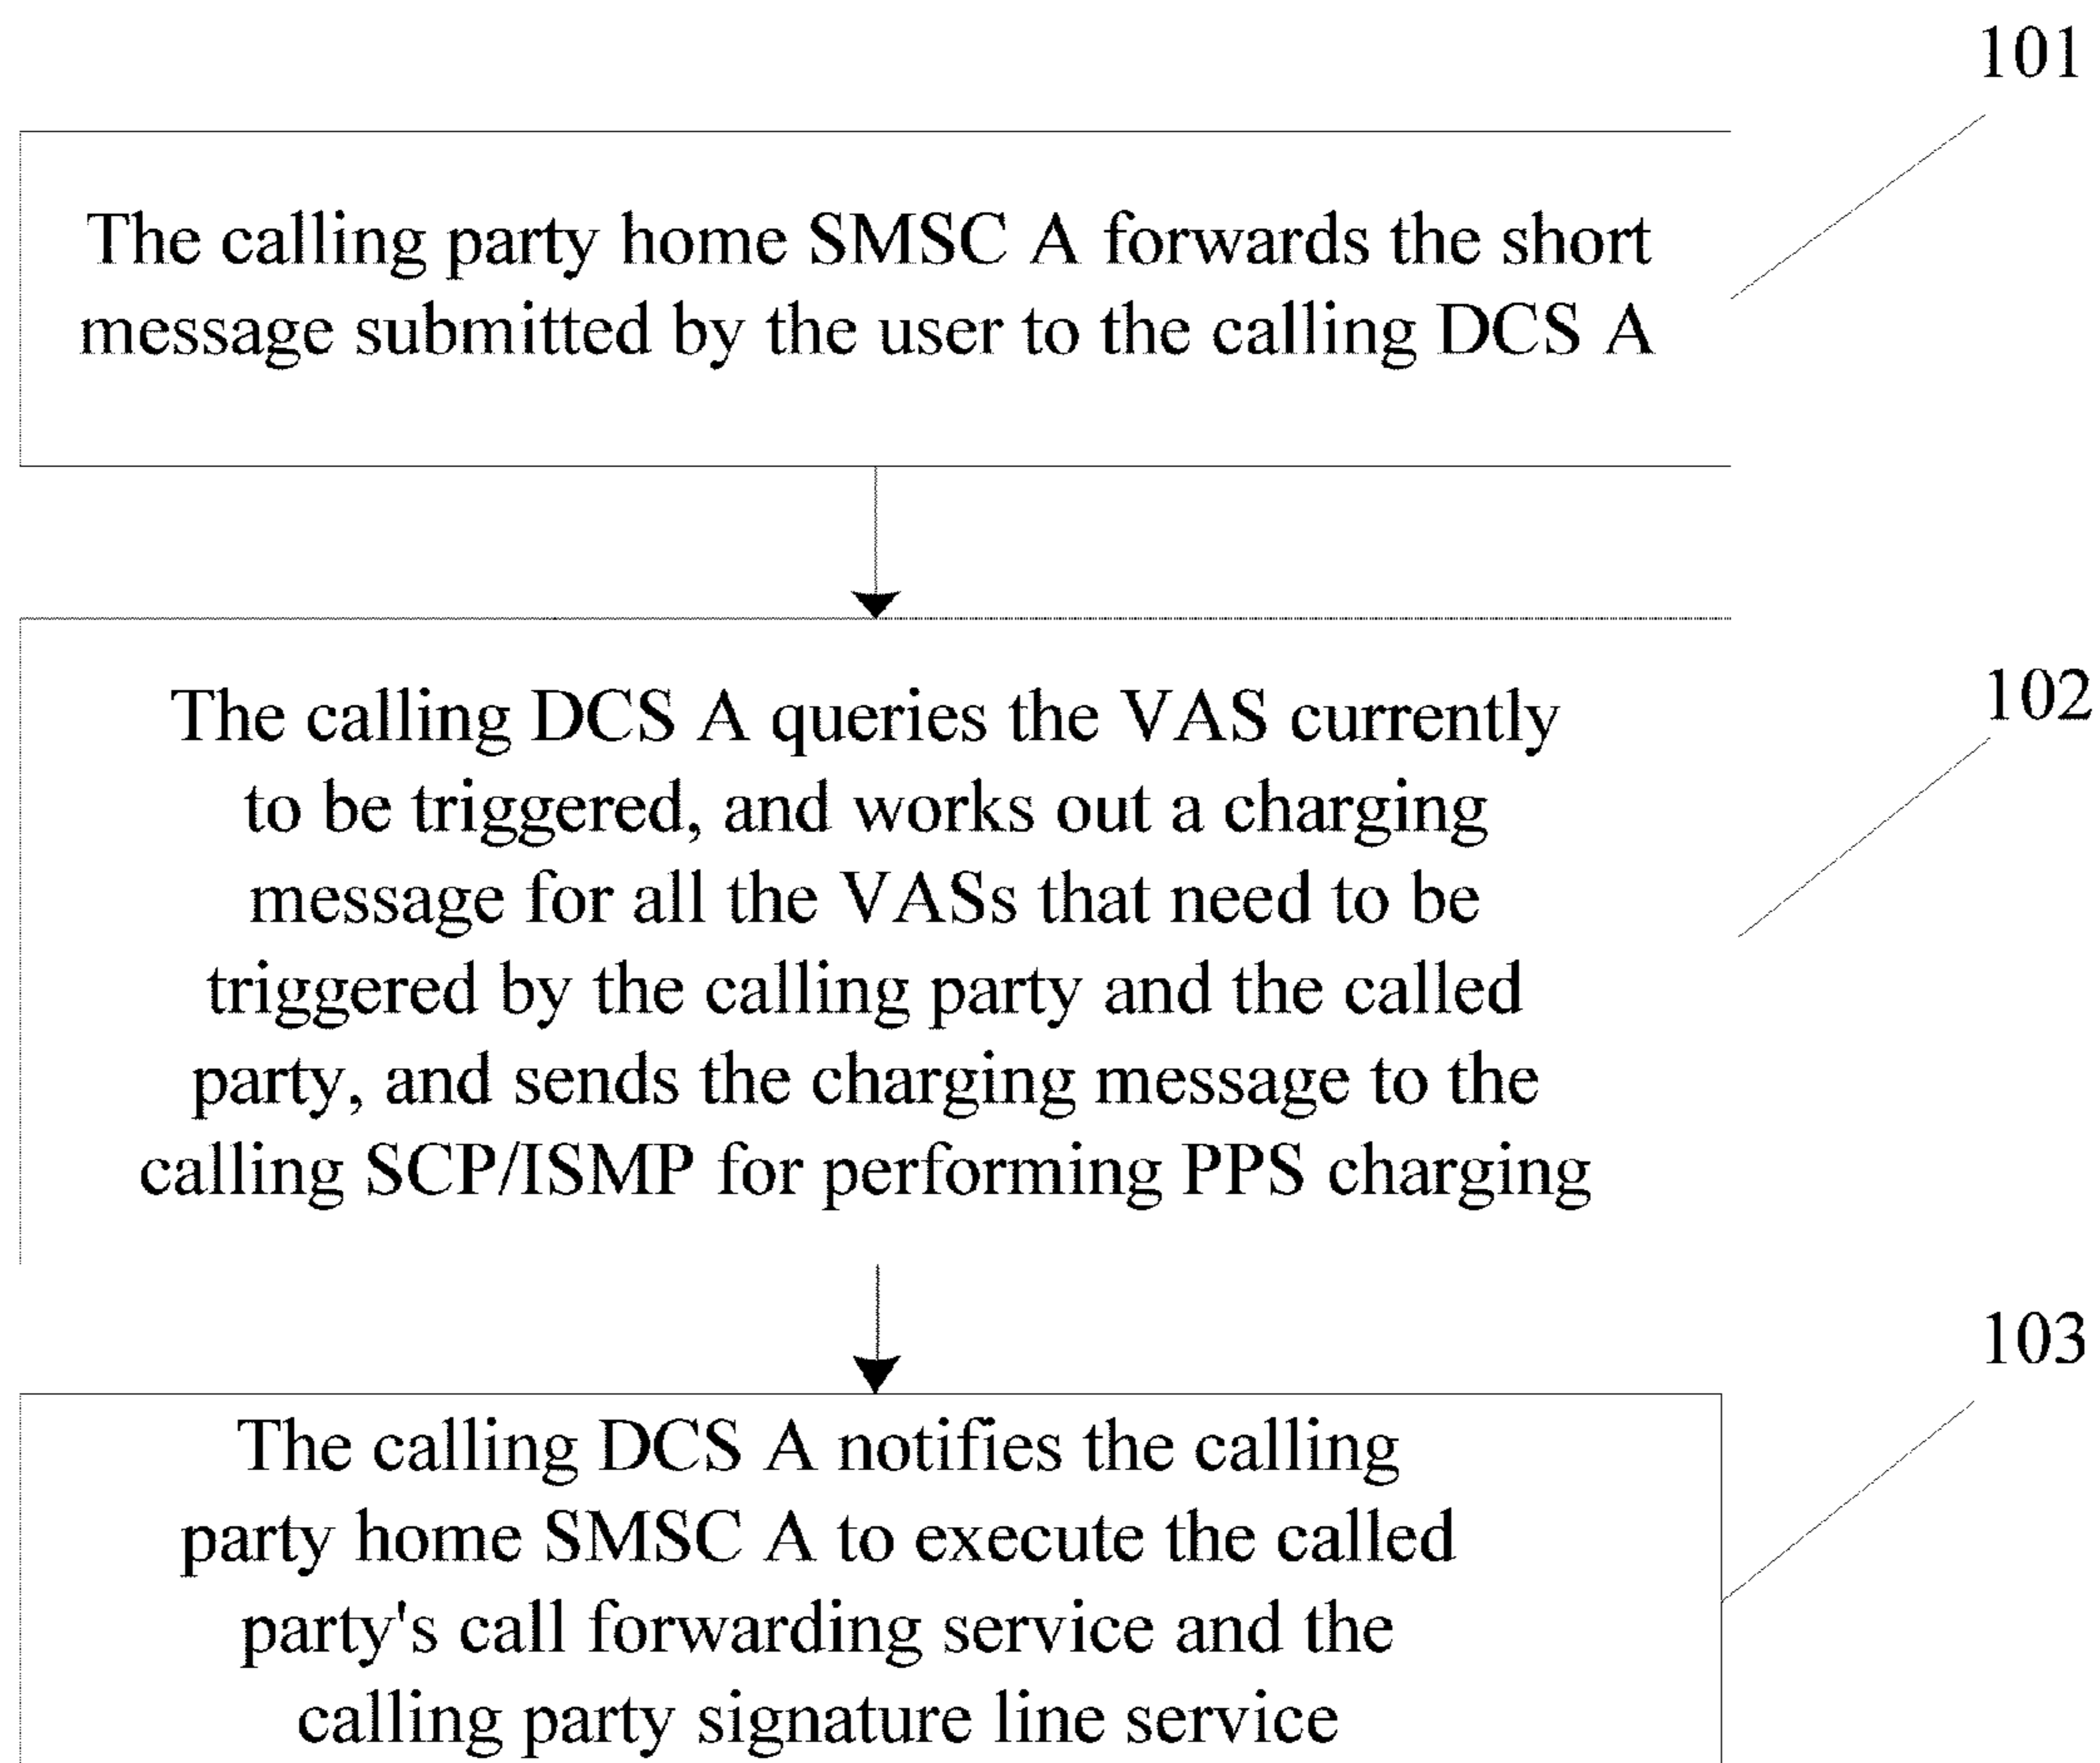 101
The calling party home SMSC A forwards the short
message submitted by the user to the calling DCS A
102
The calling DCS A queries the VAS currently
to be triggered, and works out a charging
message for all the VASs that need to be
triggered by the calling party and the called
party, and sends the charging message to the
calling SCP/ISMP for performing PPS charging
103
The calling DCS A notifies the calling
party home SMSC A to execute the called
party's call forwarding service and the
calling party signature line service